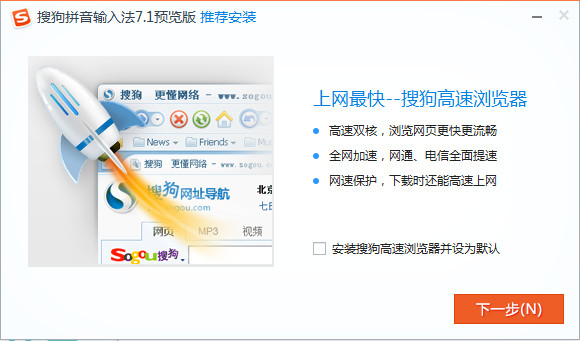 搜狗拼音输入法7.1预览版 推荐安装
搜狗 更懂网络 - www.sogou
News
Friends
搜狗 更懂网络 - www.sogou.com
搜狗网址导航
ogou.com
北京
七日
网页
MP3
视频
Sogou搜狗
上网最快--搜狗高速浏览器
高速双核，浏览网页更快更流畅
全网加速，网通、电信全面提速
网速保护，下载时还能高速上网
安装搜狗高速浏览器并设为默认
下一步(N)